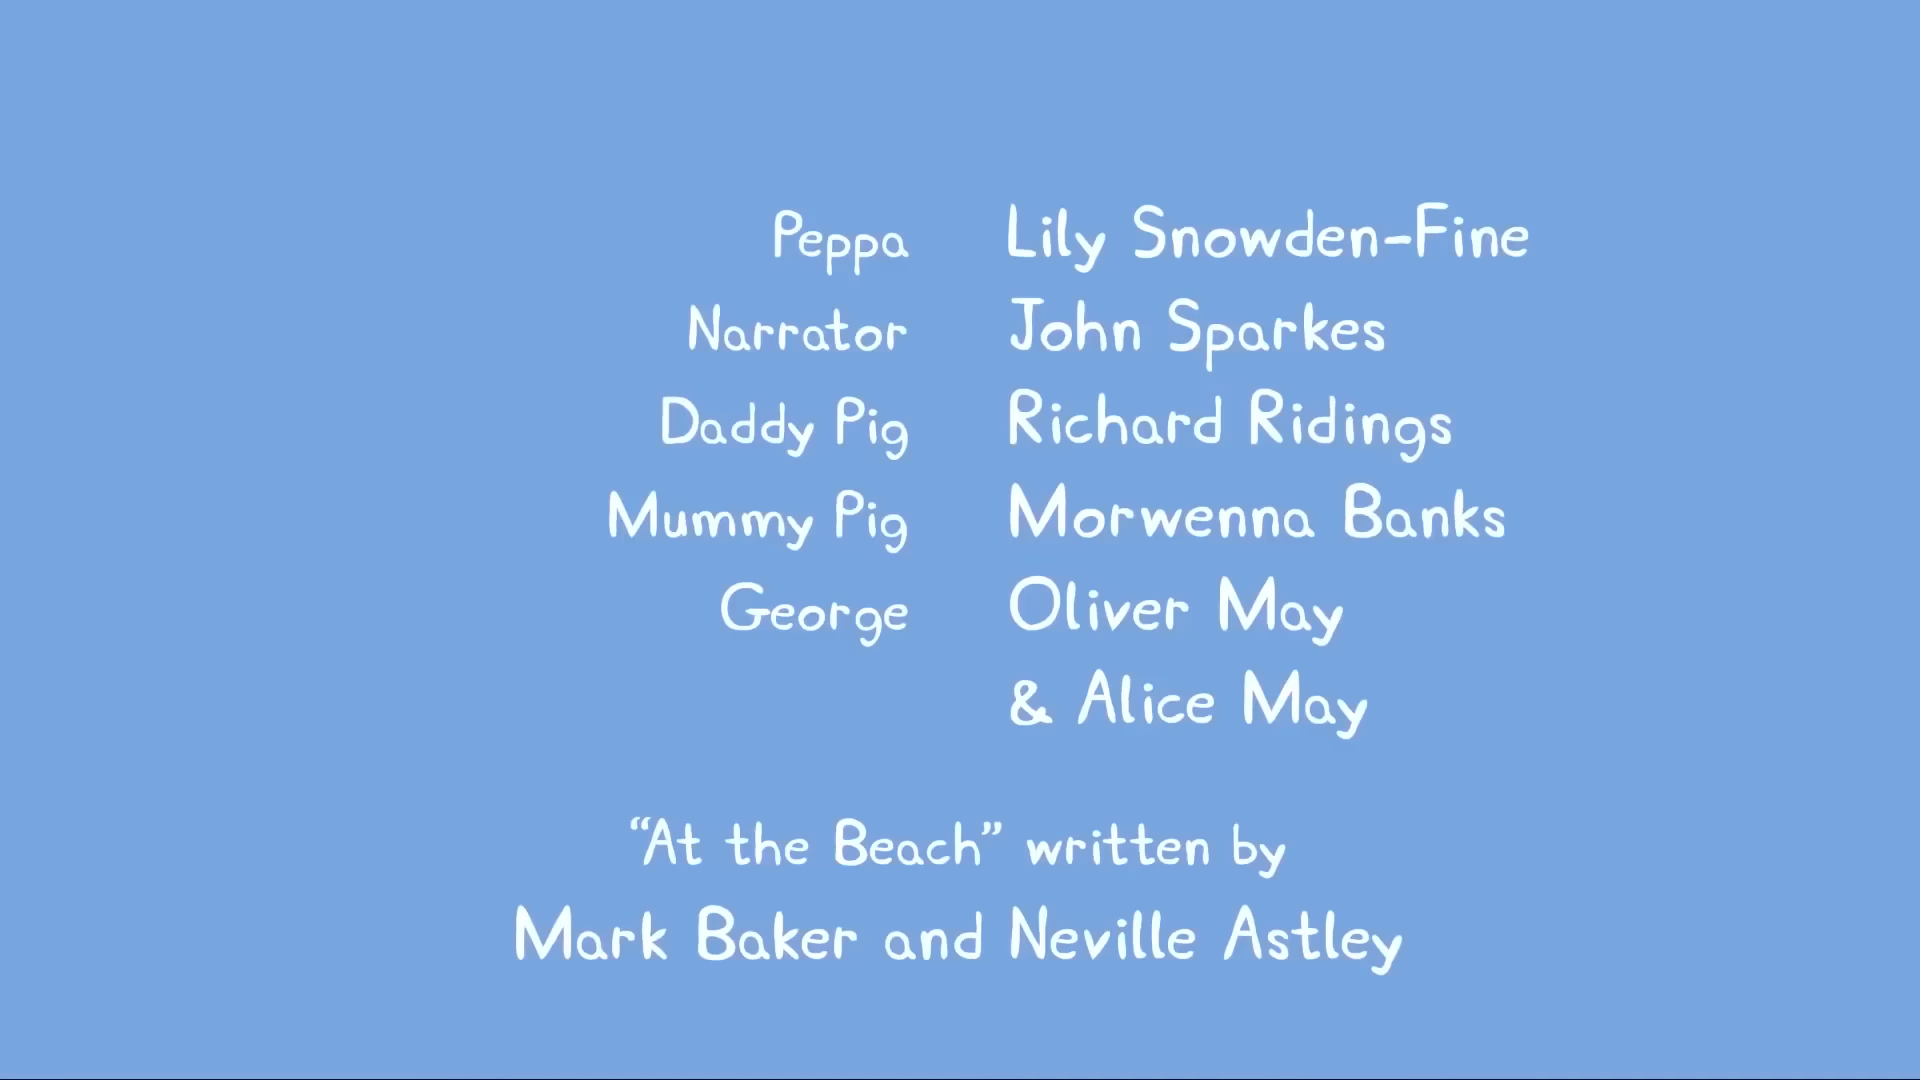 Peppa Lily Snowden-Fine
Narrator John Sparkes
Daddy Pig Richard Ridings
Mummy Pig Morwenna Banks
George Oliver May
& Alice May
“At the Beach” written by
Mark Baker and Neville Astley